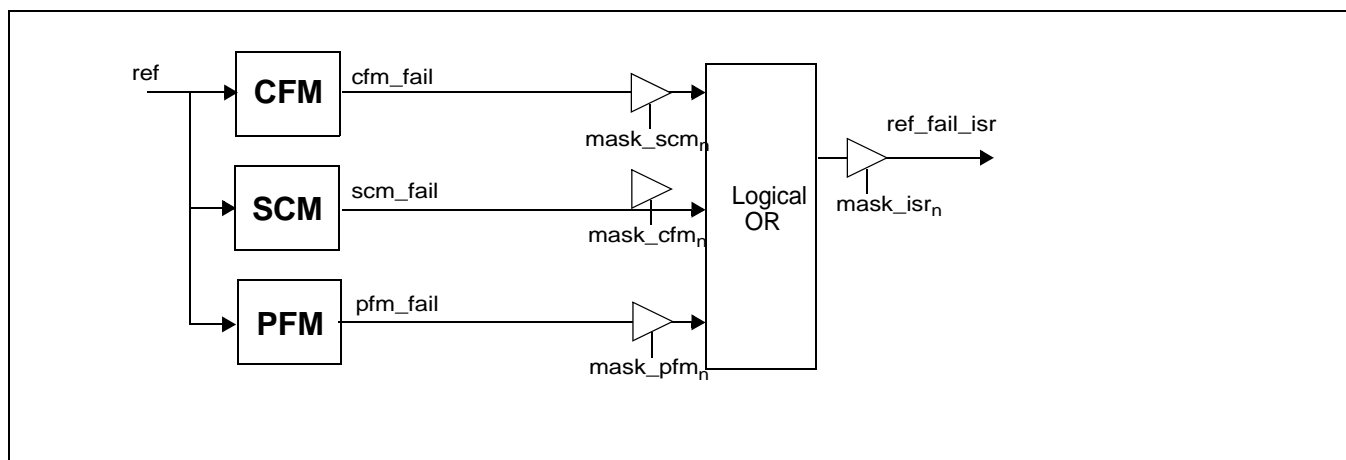 ref
CFM
cfm_fail
mask_scmn
SCM
scm_fail
mask_cfmn
PFM
pfm_fail
mask_pfmn
Logical
OR
ref_fail_isr
mask_isrn